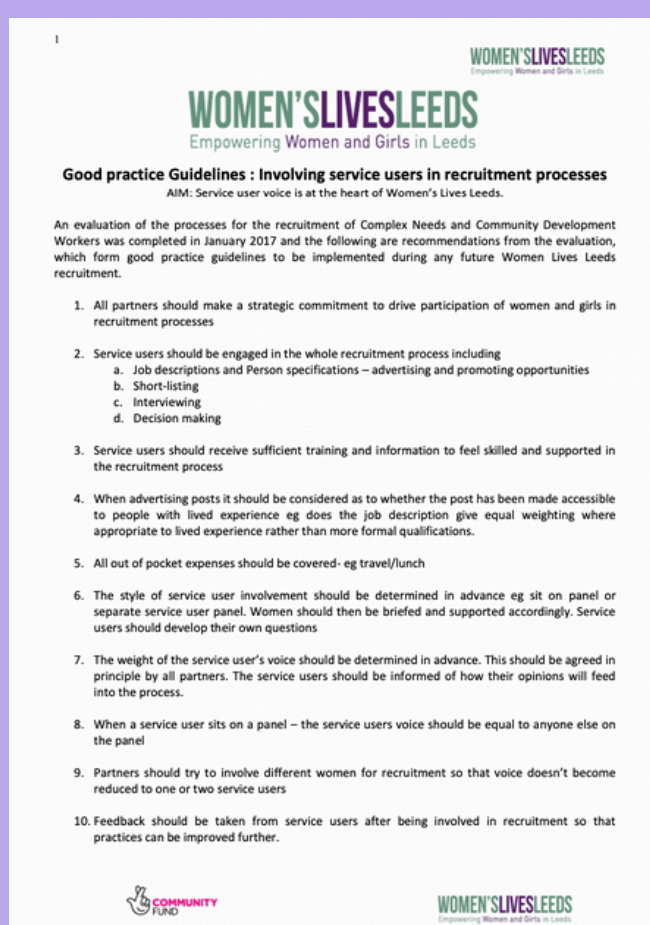 1
WOMEN'SLIVESLEEDS
Empowering Women and Girls in Leeds
WOMEN'SLIVESLEEDS
Empowering Women and Girls in Leeds
Good practice Guidelines : Involving service users in recruitment processes
AIM: Service user voice is at the heart of Women's Lives Leeds.
An evaluation of the processes for the recruitment of Complex Needs and Community Development
Workers was completed in January 2017 and the following are recommendations from the evaluation,
which form good practice guidelines to be implemented during any future Women Lives Leeds
recruitment.
1. All partners should make a strategic commitment to drive participation of women and girls in
recruitment processes
2. Service users should be engaged in the whole recruitment process including
a. Job descriptions and Person specifications – advertising and promoting opportunities
b. Short-listing
c. Interviewing
d. Decision making
3. Service users should receive sufficient training and information to feel skilled and supported in
the recruitment process
4. When advertising posts it should be considered as to whether the post has been made accessible
to people with lived experience eg does the job description give equal weighting where
appropriate to lived experience rather than more formal qualifications.
5. All out of pocket expenses should be covered- eg travel/lunch
6. The style of service user involvement should be determined in advance eg sit on panel or
separate service user panel. Women should then be briefed and supported accordingly. Service
users should develop their own questions
7. The weight of the service user's voice should be determined in advance. This should be agreed in
principle by all partners. The service users should be informed of how their opinions will feed
into the process.
8. When a service user sits on a panel – the service users voice should be equal to anyone else on
the panel
9. Partners should try to involve different women for recruitment so that voice doesn't become
reduced to one or two service users
10. Feedback should be taken from service users after being involved in recruitment so that
practices can be improved further.
COMMUNITY
FUND
WOMEN'SLIVESLEEDS
Empowering Women and Girls in Leeds